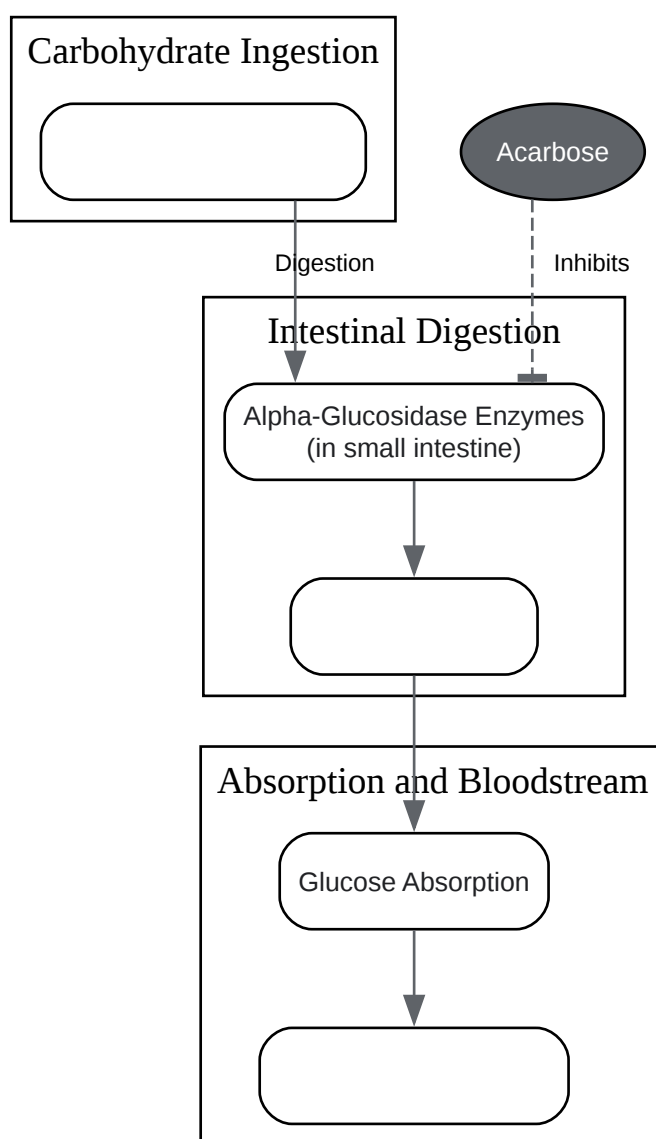 Carbohydrate Ingestion
Acarbose
Digestion
Inhibits
Intestinal Digestion
Alpha-Glucosidase Enzymes
(in small intestine)
Absorption and Bloodstream
Glucose Absorption